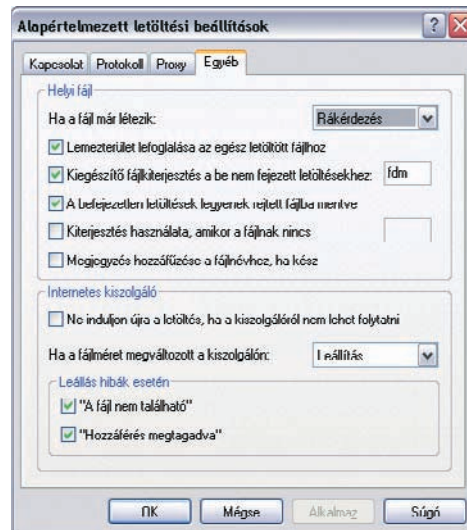 Alapértelmezett letöltési beállítások
Kapcsolat Protokoll Proxy Egyéb
Helyi fájl
Ha a fájl már létezik: Rákérdezés
Lemezterület lefoglalása az egész letöltött fájlhoz
Kiegészítő fájlkiterjesztés a be nem fejezett letöltésekhez: fdm
A befejezetlen letöltések legyenek rejtett fájlba mentve
Kiterjesztés használata, amikor a fájlnak nincs
Megjegyzés hozzáfűzése a fájlnévhez, ha kész
Internetes kiszolgáló
Ne induljon újra a letöltés, ha a kiszolgálóról nem lehet folytatni
Ha a fájlméret megváltozott a kiszolgálón: Leállítás
Leállás hibák esetén
"A fájl nem található"
"Hozzáférés megtagadva"
OK Mégse Alkalmaz Súgó